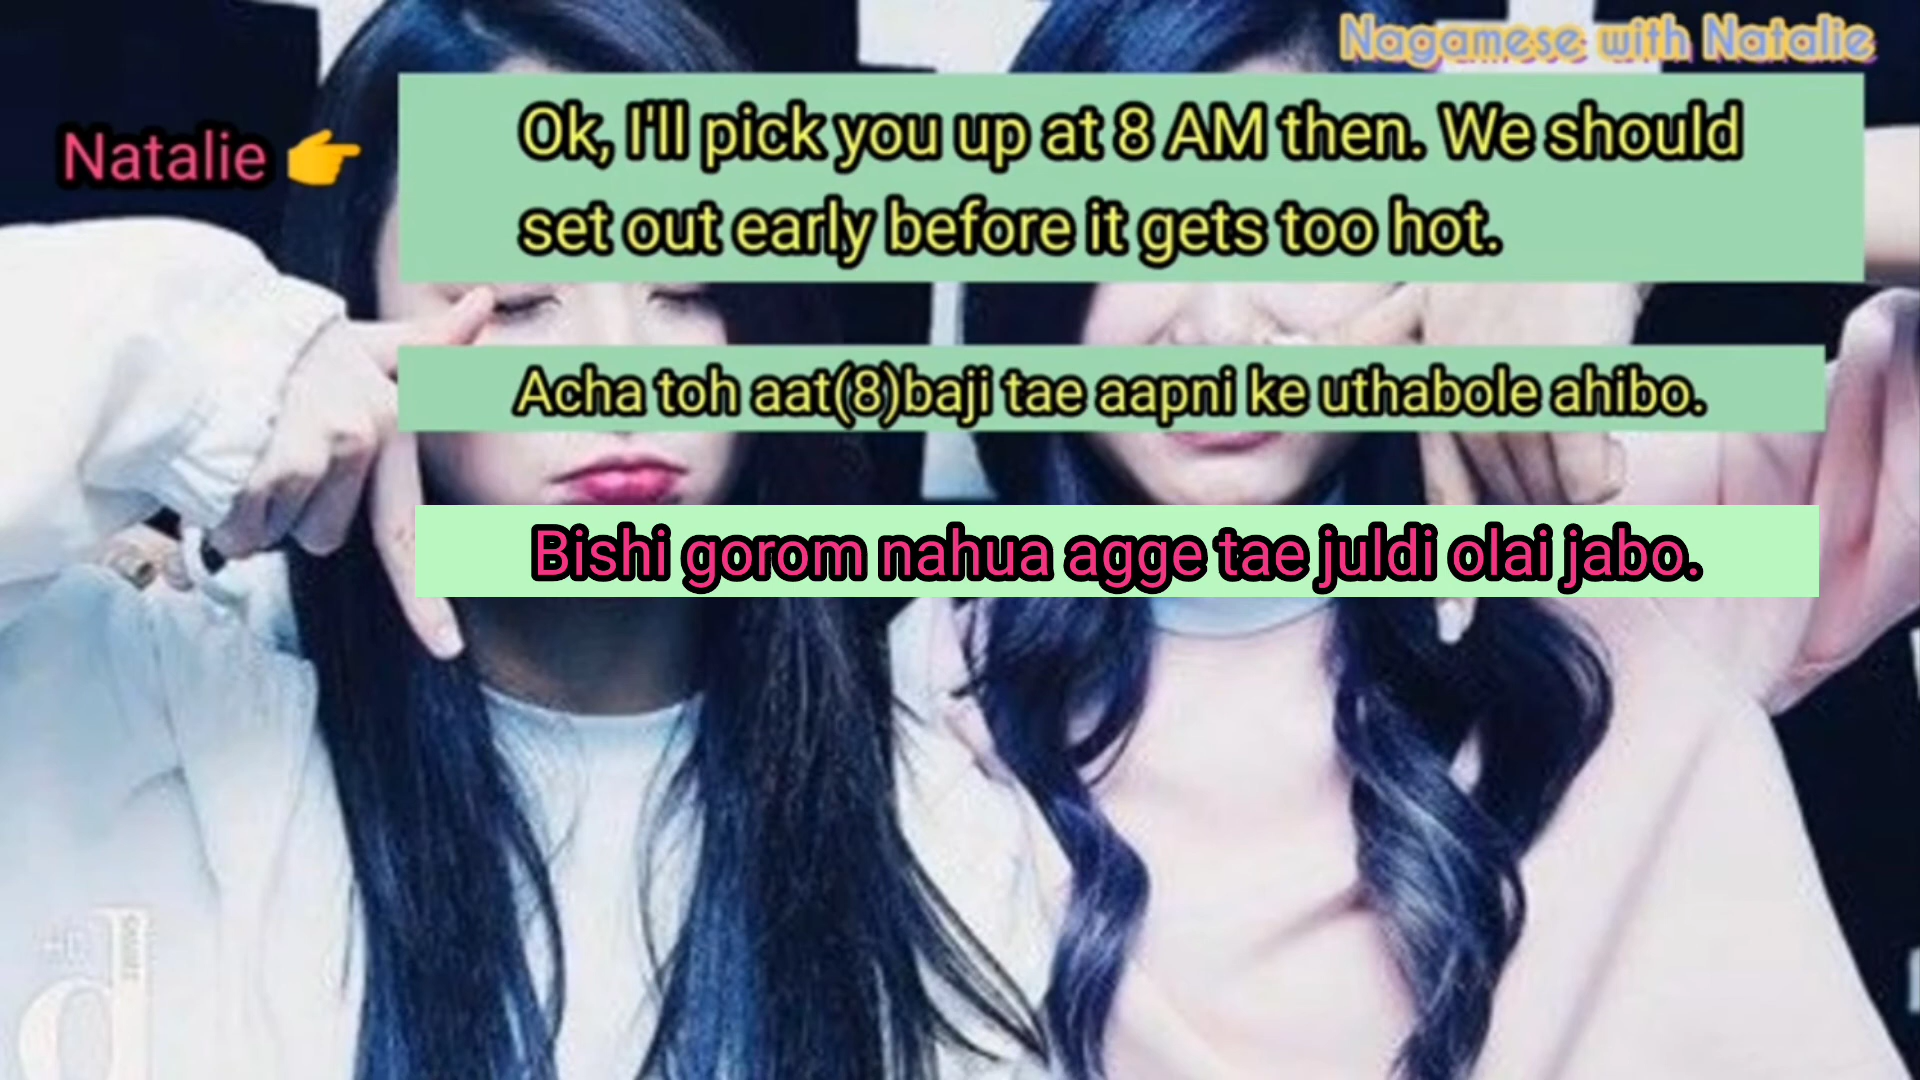 Nagamese with Natalie
Natalie 👉
Ok, I'll pick you up at 8 AM then. We should
set out early before it gets too hot.
Acha toh aat(8)baji tae aapni ke uthabole ahibo.
Bishi gorom nahua agge tae juldi olai jabo.
d